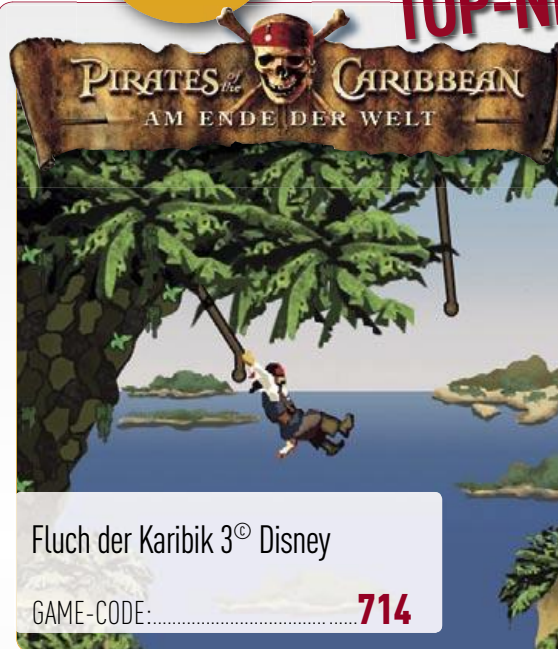 PIRATES of the CARIBBEAN
AM ENDE DER WELT
Fluch der Karibik 3© Disney
GAME-CODE:.......................................714